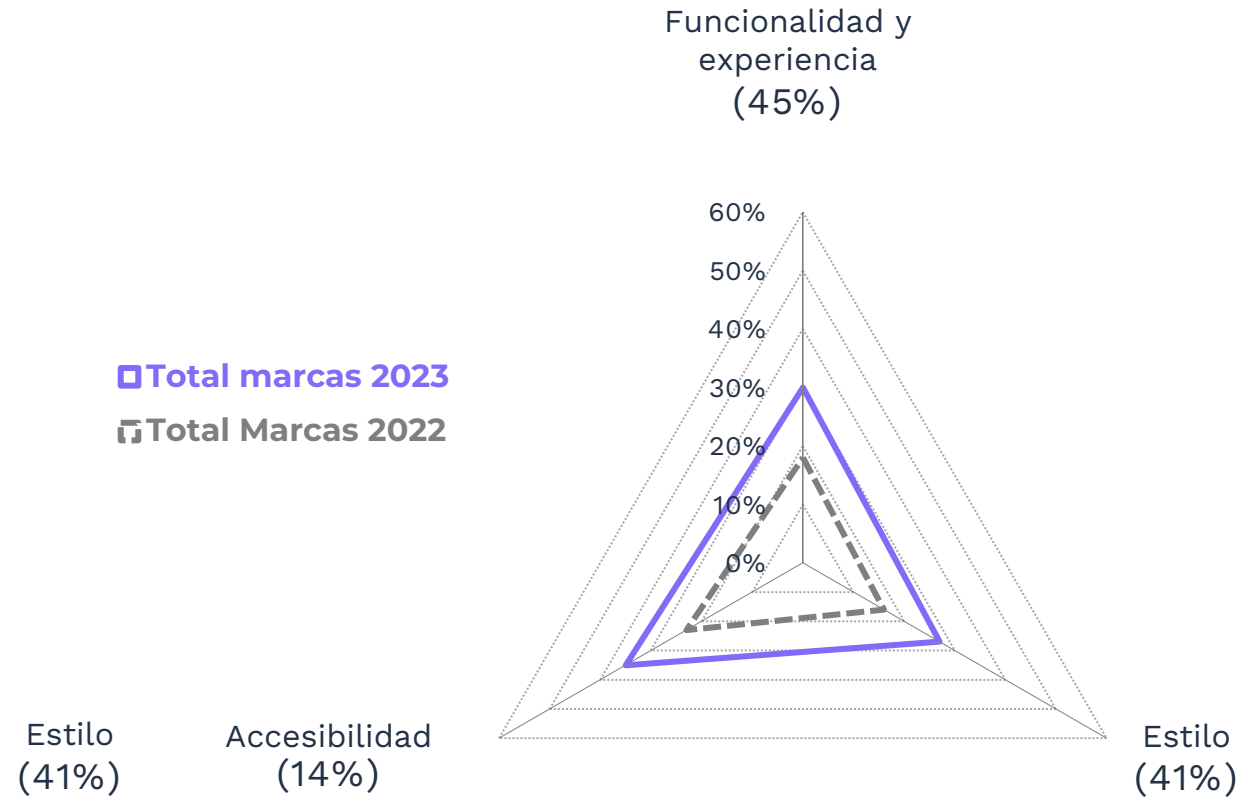 Funcionalidad y
experiencia
(45%)
60%
50%
40%
30%
20%
10%
0%
Total marcas 2023
Total Marcas 2022
Estilo
(41%)
Accesibilidad
(14%)
Estilo
(41%)